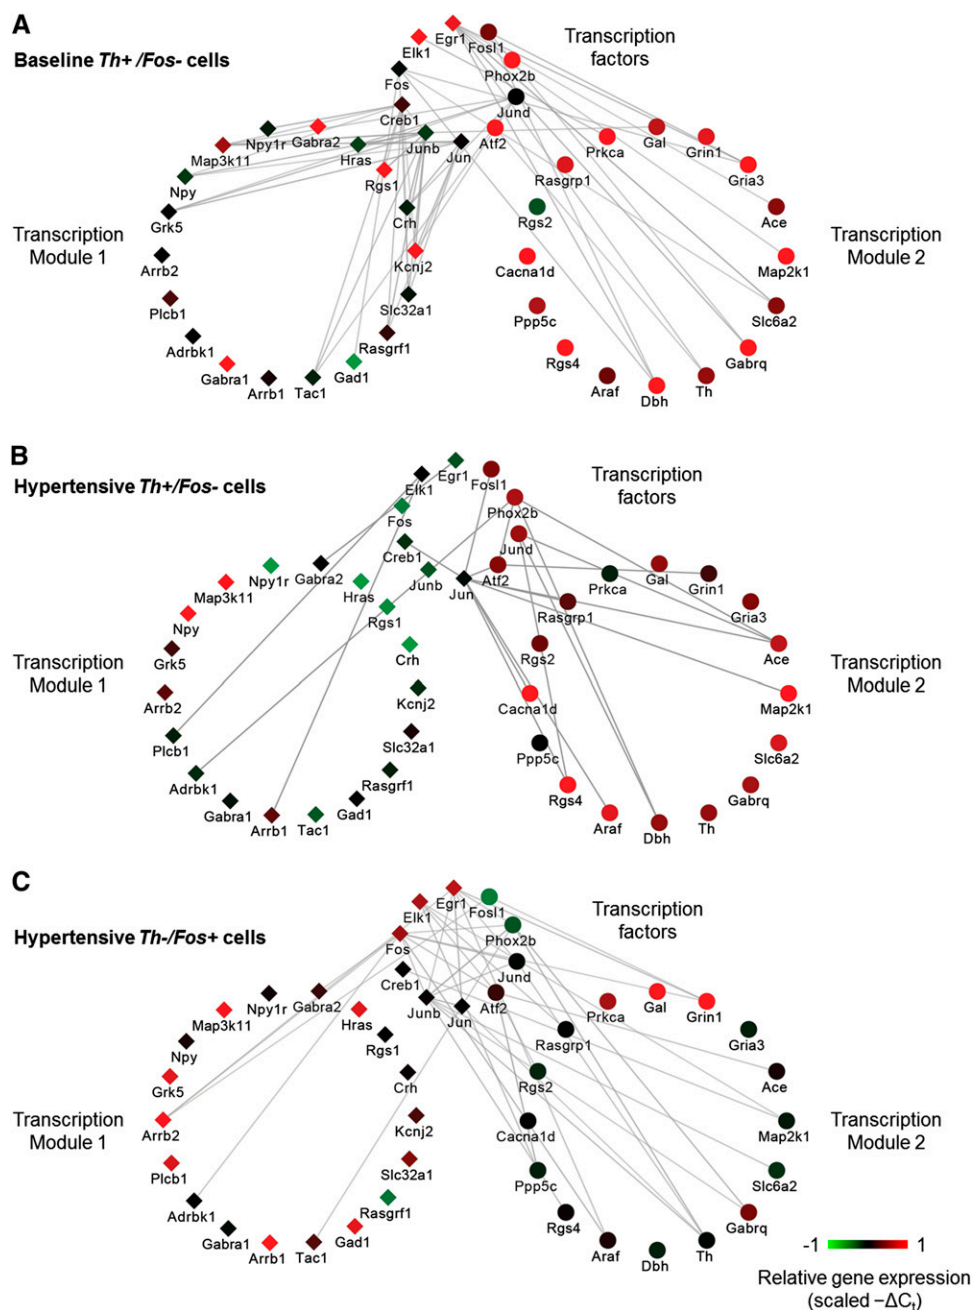 A
Baseline Th+ /Fos- cells
Transcription
factors
Egr1
Fosl1
Elk1
Phox2b
Fos
Jund
Creb1
Junb
Jun
Atf2
Map3k11
Npy1r
Gabra2
Hras
Rgs1
Npy
Grk5
Crh
Arrb2
Kcnj2
Plcb1
Slc32a1
Adrbk1
Rasgrf1
Gabra1
Arrb1
Tac1
Gad1
Prkca
Gal
Grin1
Rasgrp1
Gria3
Rgs2
Ace
Cacna1d
Map2k1
Ppp5c
Slc6a2
Rgs4
Gabrq
Araf
Dbh
Th
Transcription
Module 1
Transcription
Module 2
B
Hypertensive Th+/Fos- cells
Transcription
factors
Egr1
Elk1
Fosl1
Phox2b
Fos
Jund
Creb1
Junb
Jun
Atf2
Npy1r
Gabra2
Map3k11
Hras
Npy
Rgs1
Grk5
Crh
Arrb2
Kcnj2
Plcb1
Slc32a1
Adrbk1
Rasgrf1
Gabra1
Arrb1
Tac1
Gad1
Prkca
Gal
Grin1
Rasgrp1
Gria3
Rgs2
Ace
Cacna1d
Map2k1
Ppp5c
Slc6a2
Rgs4
Gabrq
Araf
Dbh
Th
Transcription
Module 1
Transcription
Module 2
C
Hypertensive Th-/Fos+ cells
Transcription
factors
Egr1
Elk1
Fosl1
Phox2b
Fos
Jund
Creb1
Junb
Jun
Atf2
Npy1r
Gabra2
Map3k11
Hras
Npy
Rgs1
Grk5
Crh
Arrb2
Kcnj2
Plcb1
Slc32a1
Adrbk1
Rasgrf1
Gabra1
Arrb1
Tac1
Gad1
Prkca
Gal
Grin1
Rasgrp1
Gria3
Rgs2
Ace
Cacna1d
Map2k1
Ppp5c
Slc6a2
Rgs4
Gabrq
Araf
Dbh
Th
Transcription
Module 1
Transcription
Module 2
-1 1
Relative gene expression
(scaled −ΔCt)